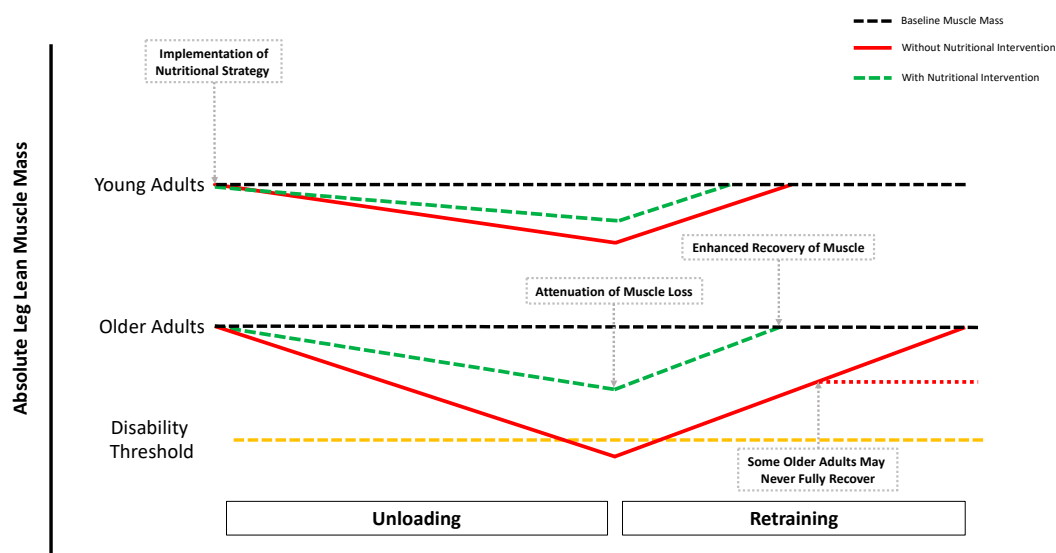 Baseline Muscle Mass
Without Nutritional Intervention
With Nutritional Intervention
Implementation of
Nutritional Strategy
Absolute Leg Lean Muscle Mass
Young Adults
Enhanced Recovery of Muscle
Attenuation of Muscle Loss
Older Adults
Disability
Threshold
Some Older Adults May
Never Fully Recover
Unloading
Retraining